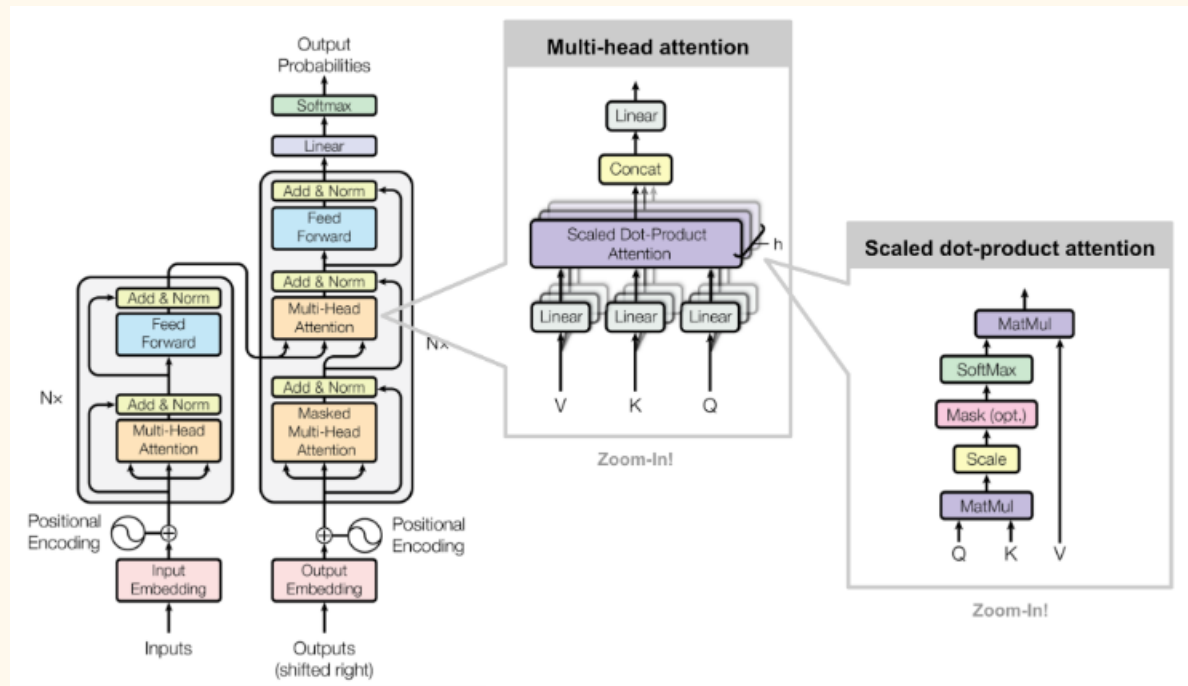 Output
Probabilities
Softmax
Linear
Add & Norm
Feed
Forward
Add & Norm
Multi-Head
Attention
Nx
Add & Norm
Masked
Multi-Head
Attention
Add & Norm
Feed
Forward
Nx
Add & Norm
Multi-Head
Attention
Positional
Encoding
Positional
Encoding
Input
Embedding
Output
Embedding
Inputs
Outputs
(shifted right)
Multi-head attention
Linear
Concat
Scaled Dot-Product
Attention
h
Linear
Linear
Linear
V
K
Q
Zoom-In!
Scaled dot-product attention
MatMul
SoftMax
Mask (opt.)
Scale
MatMul
Q
K
V
Zoom-In!